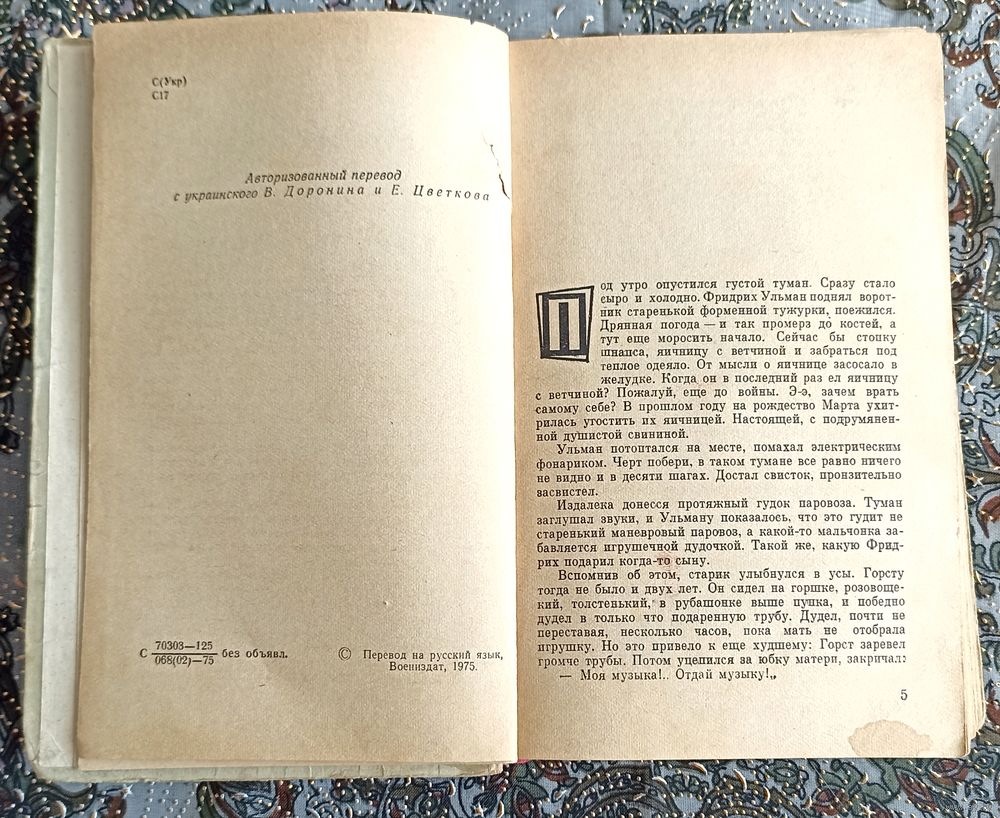 С(Укр)
С17
Авторизованный перевод
с украинского В. Доронина и Е. Цветкова
С 70303—125
068(02)—75 без объявл.
© Перевод на русский язык,
Воениздат, 1975.
Под утро опустился густой туман. Сразу стало
сыро и холодно. Фридрих Ульман поднял ворот-
ник старенькой форменной тужурки, поежился.
Дрянная погода — и так промерз до костей, а
тут еще моросить начало. Сейчас бы стопку
шнапса, яичницу с ветчиной и забраться под
теплое одеяло. От мысли о яичнице засосало в
желудке. Когда он в последний раз ел яичницу
с ветчиной? Пожалуй, еще до войны. Э-э, зачем врать
самому себе? В прошлом году на рождество Марта ухит-
рилась угостить их яичницей. Настоящей, с подрумянен-
ной душистой свининой.
Ульман потоптался на месте, помахал электрическим
фонариком. Черт побери, в таком тумане все равно ничего
не видно и в десяти шагах. Достал свисток, пронзительно
засвистел.
Издалека донесся протяжный гудок паровоза. Туман
заглушал звуки, и Ульману показалось, что это гудит не
старенький маневровый паровоз, а какой-то мальчонка за-
бавляется игрушечной дудочкой. Такой же, какую Фрид-
рих подарил когда-то сыну.
Вспомнив об этом, старик улыбнулся в усы. Горсту
тогда не было и двух лет. Он сидел на горшке, розовоще-
кий, толстенький, в рубашонке выше пупка, и победно
дудел в только что подаренную трубу. Дудел, почти не
переставая, несколько часов, пока мать не отобрала
игрушку. Но это привело к еще худшему: Горст заревел
громче трубы. Потом уцепился за юбку матери, закричал:
— Моя музыка!.. Отдай музыку!..
5